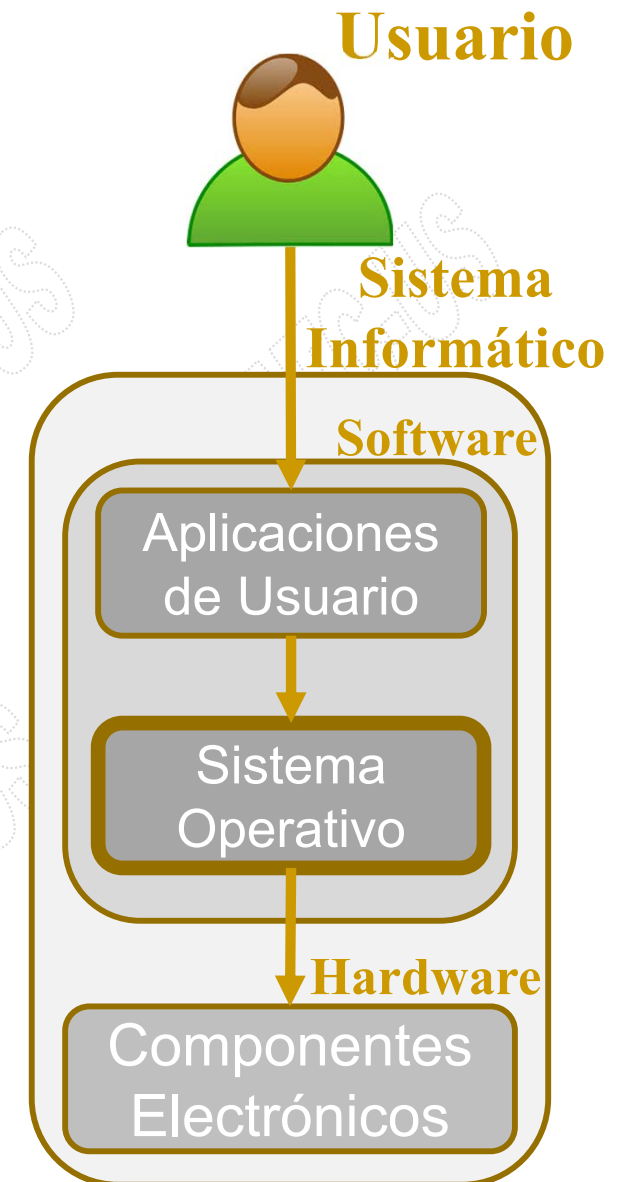 Usuario
Sistema
Informático
Software
Aplicaciones
de Usuario
Sistema
Operativo
Hardware
Componentes
Electrónicos